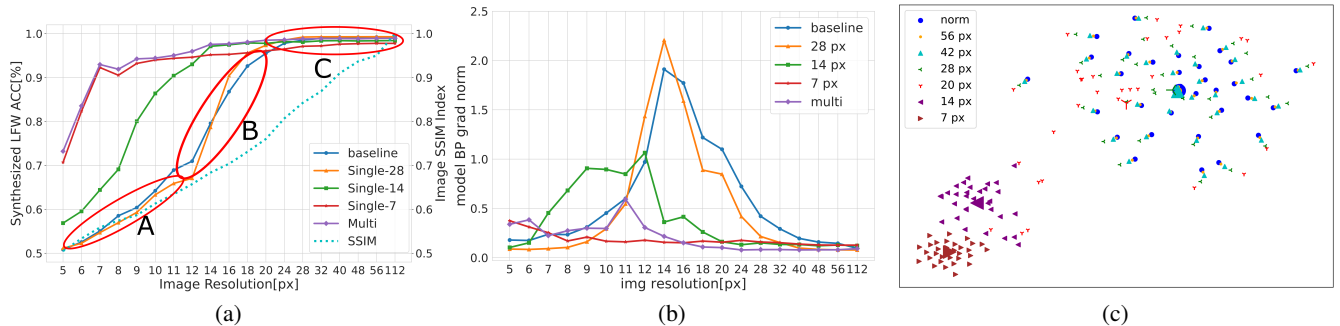 Synthesized LFW ACC[%]
1.0
0.9
0.8
0.7
0.6
0.5
A
B
C
baseline
Single-28
Single-14
Single-7
Multi
SSIM
1.0
0.9
0.8
0.7
0.6
0.5
Image SSIM Index
5 6 7 8 9 10 11 12 14 16 18 20 24 28 32 40 48 56 112
Image Resolution[px]
(a)
model BP grad norm
2.5
2.0
1.5
1.0
0.5
0.0
baseline
28 px
14 px
7 px
multi
5 6 7 8 9 10 11 12 14 16 18 20 24 28 32 40 48 56 112
img resolution[px]
(b)
norm
56 px
42 px
28 px
20 px
14 px
7 px
(c)